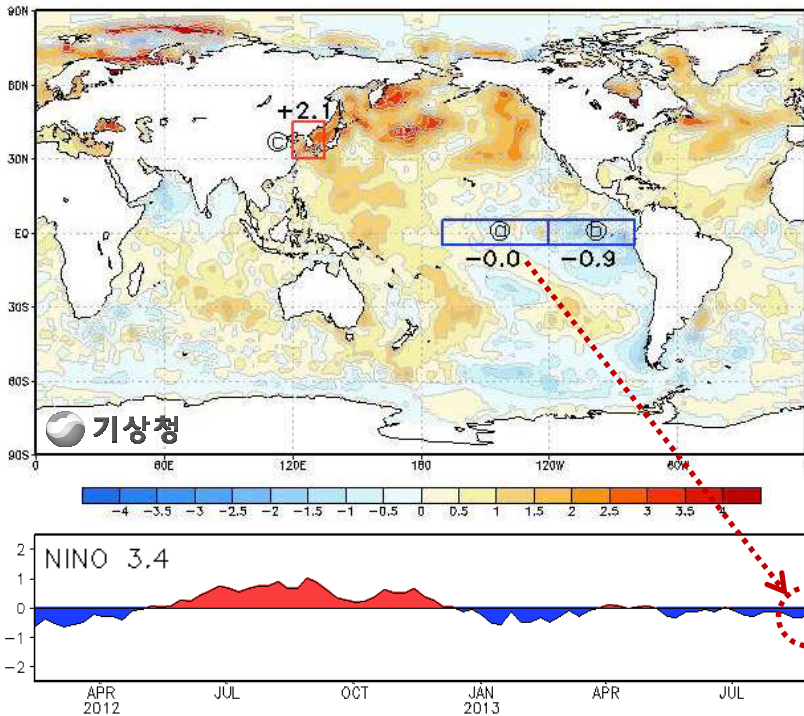 90N
60N
30N
EQ
30S
60S
90S
0
60E
120E
180
120W
60W
+2.1
ⓒ
ⓐ
ⓑ
-0.0
-0.9
기상청
-4 -3.5 -3 -2.5 -2 -1.5 -1 -0.5 0 0.5 1 1.5 2 2.5 3 3.5 4
NINO 3.4
2
1
0
-1
-2
APR JUL OCT JAN APR JUL
2012 2013